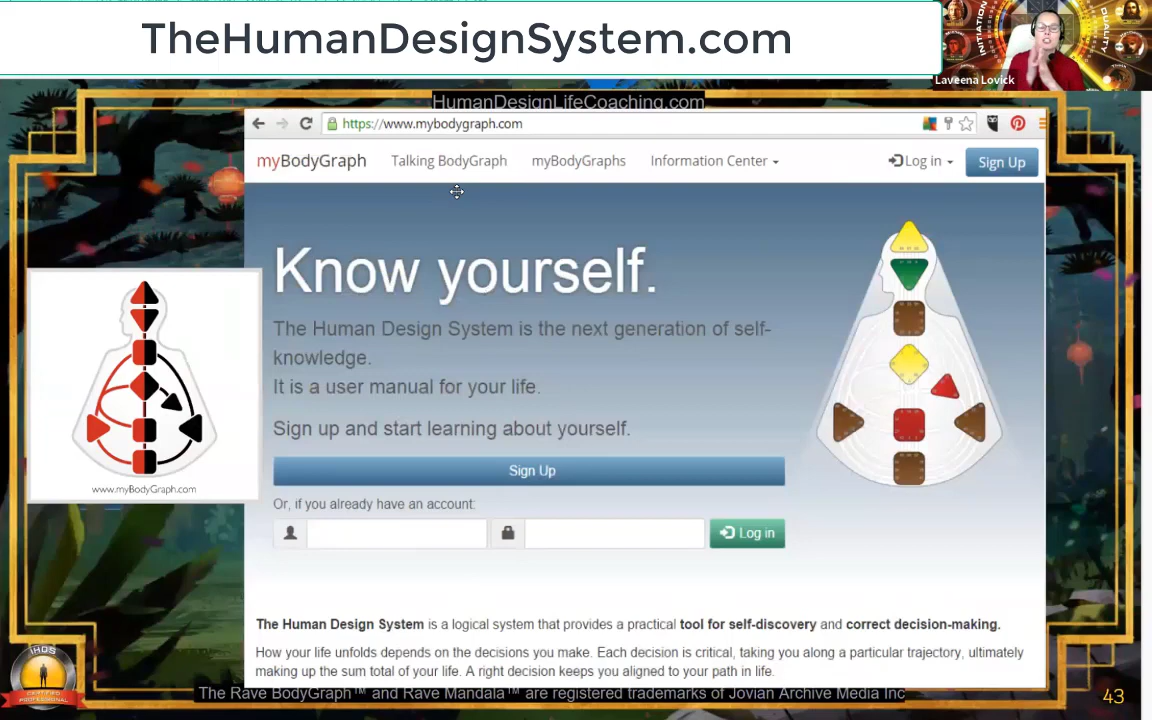 TheHumanDesignSystem.com
INITIATION
DUALITY
Laveena Lovick
HumanDesignLifeCoaching.com
https://www.mybodygraph.com
myBodyGraph Talking BodyGraph myBodyGraphs Information Center Log in Sign Up
Know yourself.
The Human Design System is the next generation of self-
knowledge.
It is a user manual for your life.
Sign up and start learning about yourself.
Sign Up
Or, if you already have an account:
Log in
www.myBodyGraph.com
The Human Design System is a logical system that provides a practical tool for self-discovery and correct decision-making.
How your life unfolds depends on the decisions you make. Each decision is critical, taking you along a particular trajectory, ultimately
making up the sum total of your life. A right decision keeps you aligned to your path in life.
IHDS
CERTIFIED
PROFESSIONAL
The Rave BodyGraph™ and Rave Mandala™ are registered trademarks of Jovian Archive Media Inc
43